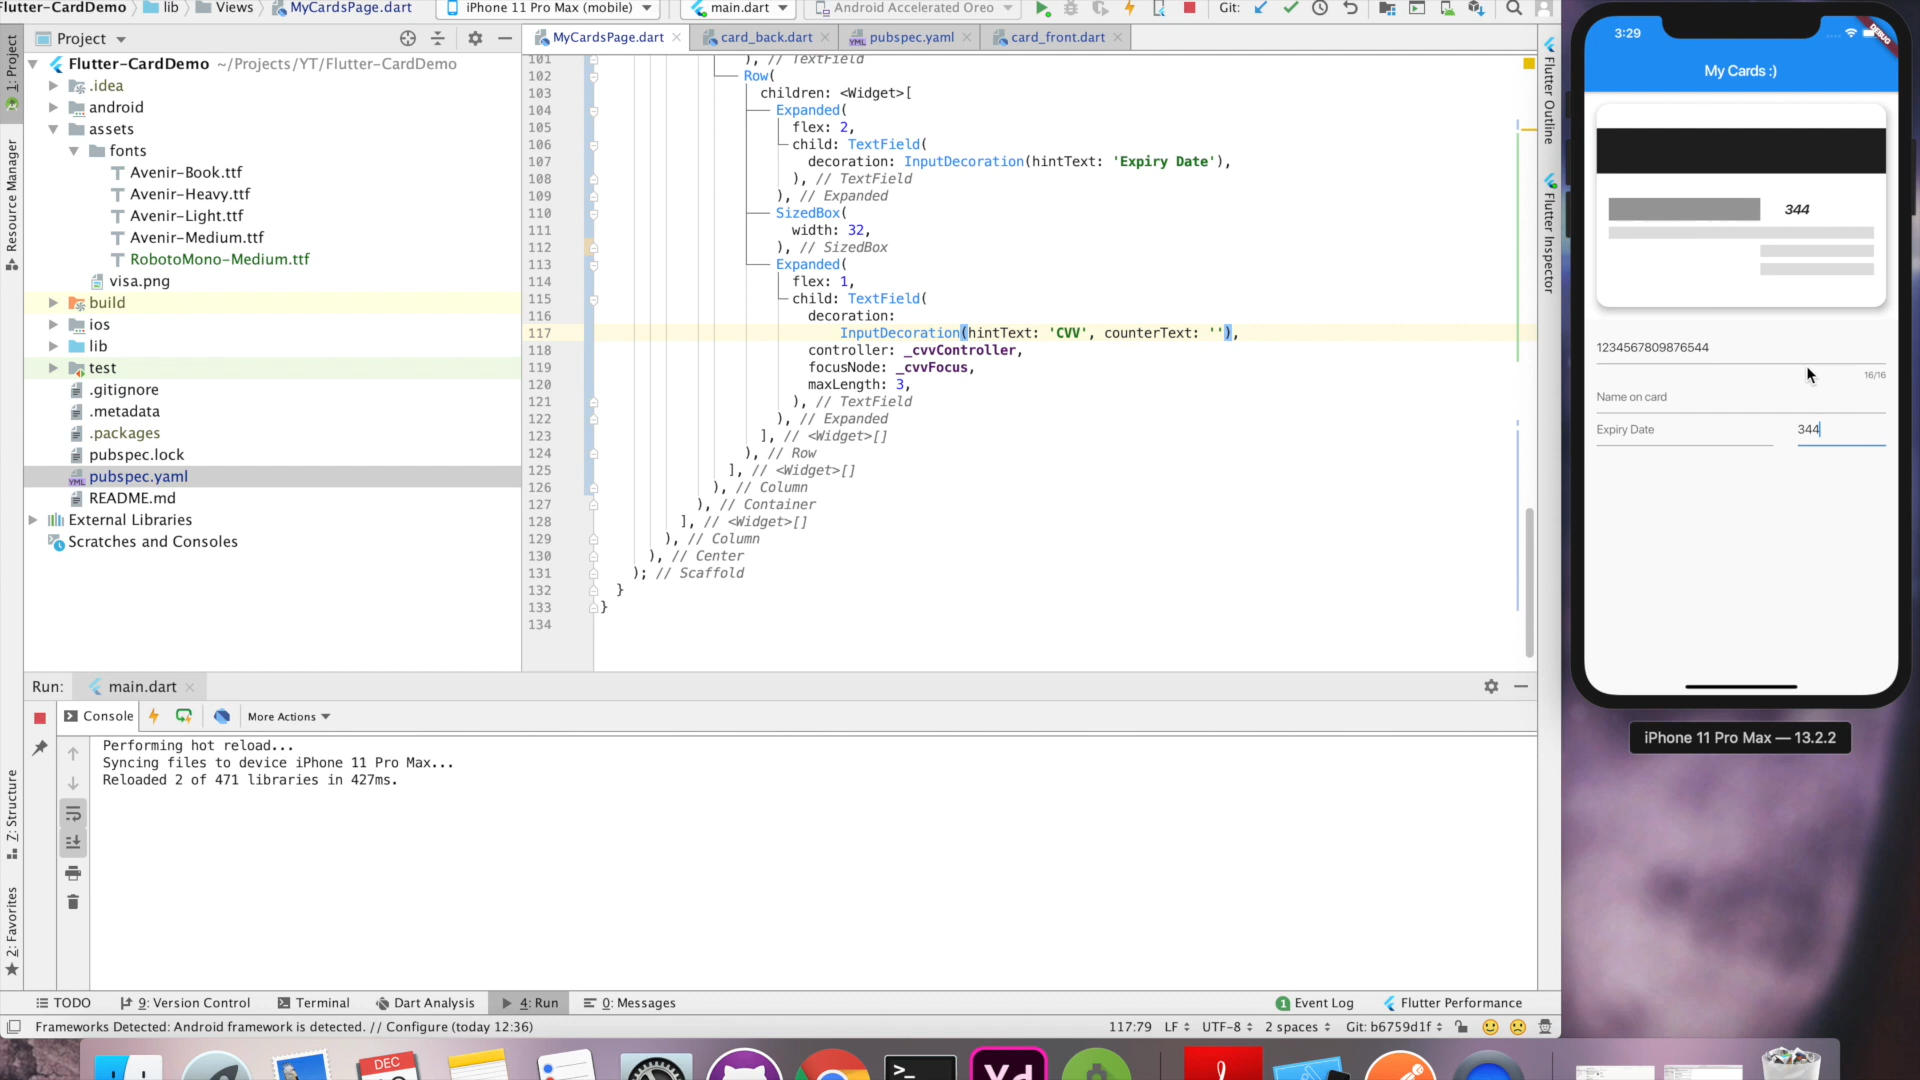 Flutter-CardDemo lib Views MyCardsPage.dart iPhone 11 Pro Max (mobile) main.dart Android Accelerated Oreo Git:
Project
MyCardsPage.dart card_back.dart pubspec.yaml card_front.dart
1: Project
Resource Manager
Z: Structure
2: Favorites
Flutter-CardDemo ~/Projects/YT/Flutter-CardDemo
.idea
android
assets
fonts
Avenir-Book.ttf
Avenir-Heavy.ttf
Avenir-Light.ttf
Avenir-Medium.ttf
RobotoMono-Medium.ttf
visa.png
build
ios
lib
test
.gitignore
.metadata
.packages
pubspec.lock
pubspec.yaml
README.md
External Libraries
Scratches and Consoles
101 ), // TextField
102 Row(
103 children: <Widget>[
104 Expanded(
105 flex: 2,
106 child: TextField(
107 decoration: InputDecoration(hintText: 'Expiry Date'),
108 ), // TextField
109 ), // Expanded
110 SizedBox(
111 width: 32,
112 ), // SizedBox
113 Expanded(
114 flex: 1,
115 child: TextField(
116 decoration:
117 InputDecoration(hintText: 'CVV', counterText: ''),
118 controller: _cvvController,
119 focusNode: _cvvFocus,
120 maxLength: 3,
121 ), // TextField
122 ), // Expanded
123 ], // <Widget>[]
124 ), // Row
125 ], // <Widget>[]
126 ), // Column
127 ), // Container
128 ], // <Widget>[]
129 ), // Column
130 ), // Center
131 ); // Scaffold
132 }
133 }
134
Flutter Outline
Flutter Inspector
3:29
DEBUG
My Cards :)
344
1234567809876544
16/16
Name on card
Expiry Date 344
iPhone 11 Pro Max — 13.2.2
Run: main.dart
Console More Actions
Performing hot reload...
Syncing files to device iPhone 11 Pro Max...
Reloaded 2 of 471 libraries in 427ms.
TODO 9: Version Control Terminal Dart Analysis 4: Run 0: Messages 1 Event Log Flutter Performance
Frameworks Detected: Android framework is detected. // Configure (today 12:36) 117:79 LF UTF-8 2 spaces Git: b6759d1f
DEC
Xd